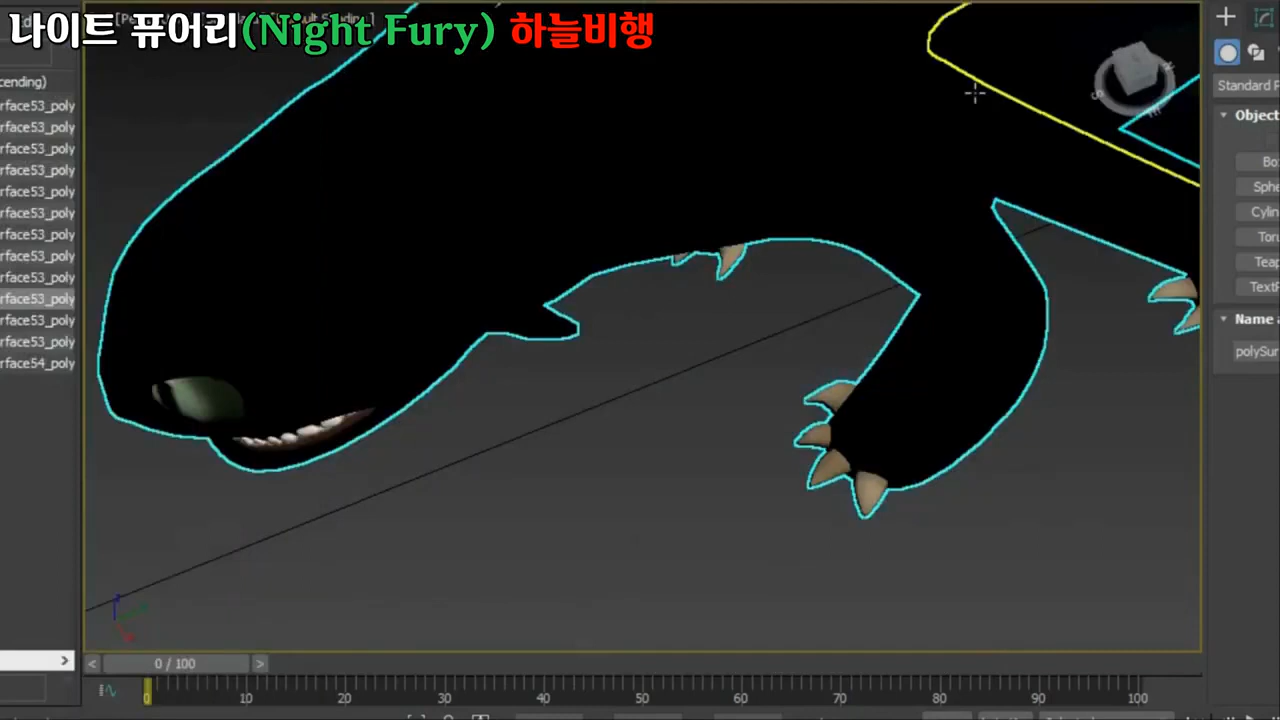 나이트 퓨어리(Night Fury) 하늘비행
cending)
rface53_poly
rface53_poly
rface53_poly
rface53_poly
rface53_poly
rface53_poly
rface53_poly
rface53_poly
rface53_poly
rface53_poly
rface53_poly
rface53_poly
rface54_poly
Standard P
Object
Bo
Sphe
Cylin
Toru
Teap
TextP
Name a
polySur
< 0 / 100 >
0 10 20 30 40 50 60 70 80 90 100